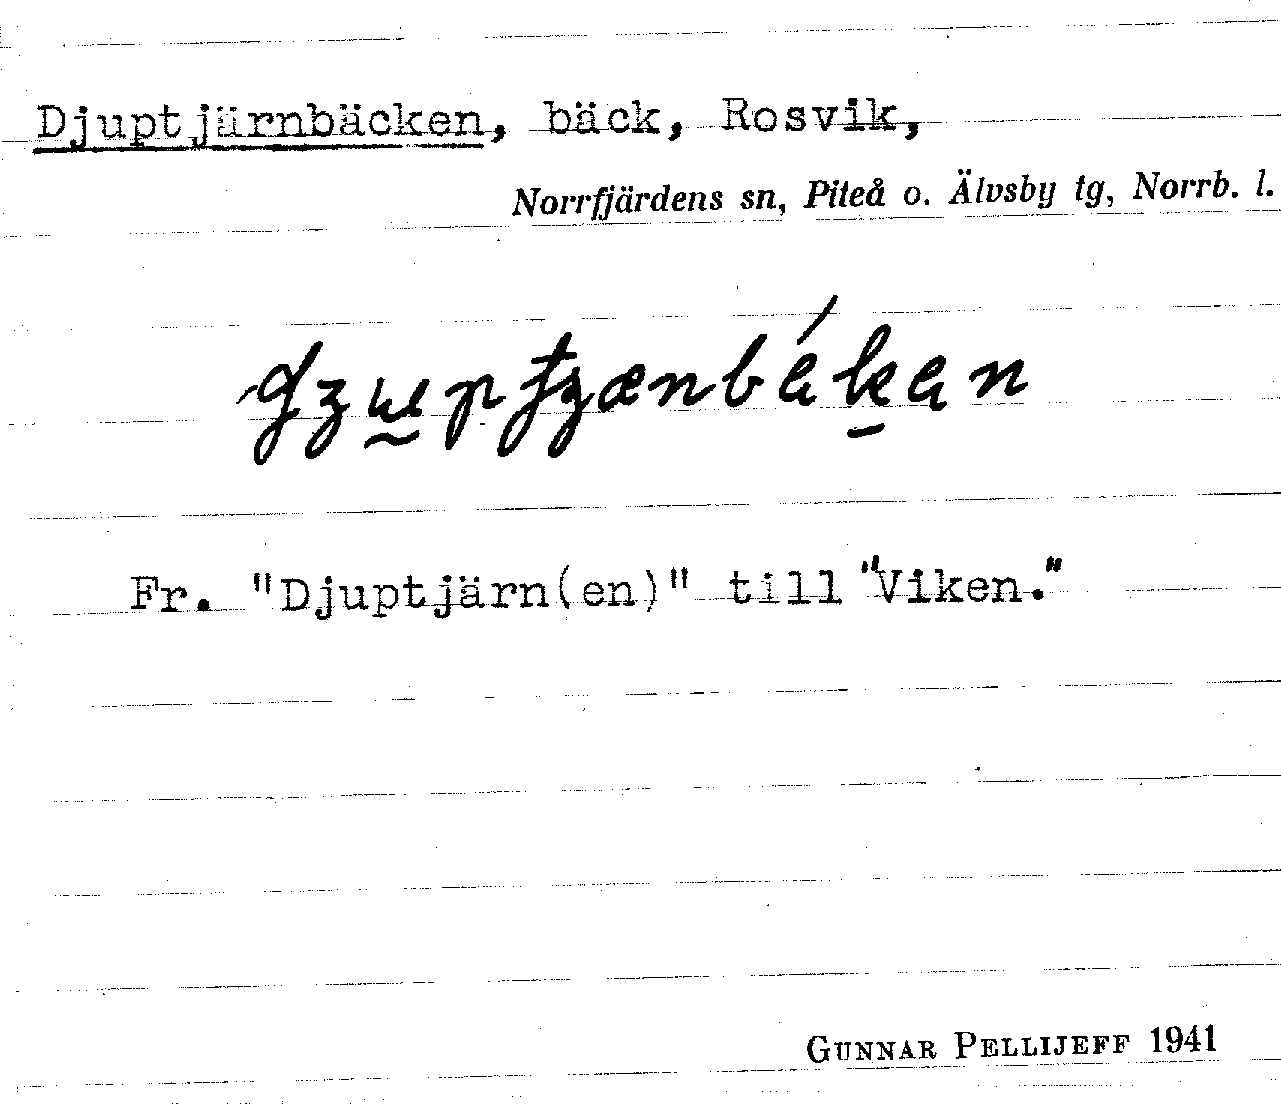 Djuptjärnbäcken, bäck, Rosvik,
Norrfjärdens sn, Piteå o. Älvsby tg, Norrb. l.
Fr. "Djuptjärn(en)" till "Viken."
GUNNAR PELLIJEFF 1941